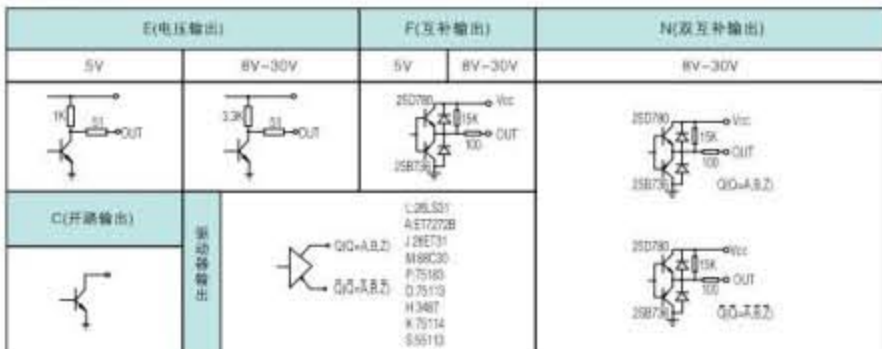 E(电压输出)
F(互补输出)
N(双互补输出)
5V
8V-30V
5V
8V-30V
8V-30V
1K
51
OUT
3.3K
51
OUT
2SD780
Vcc
15K
OUT
100
2SB736
2SD780
Vcc
15K
OUT
100
2SB736
Q(Q=A,B,Z)
C(开路输出)
驱动器输出
Q(Q=A,B,Z)
Q̅(Q̅=A̅,B̅,Z̅)
L:26LS31
A:ET7272B
J:26ET31
M:88C30
P:75183
D:75113
H:3487
K:75114
S:55113
2SD780
Vcc
15K
OUT
100
2SB736
Q̅(Q̅=A̅,B̅,Z̅)